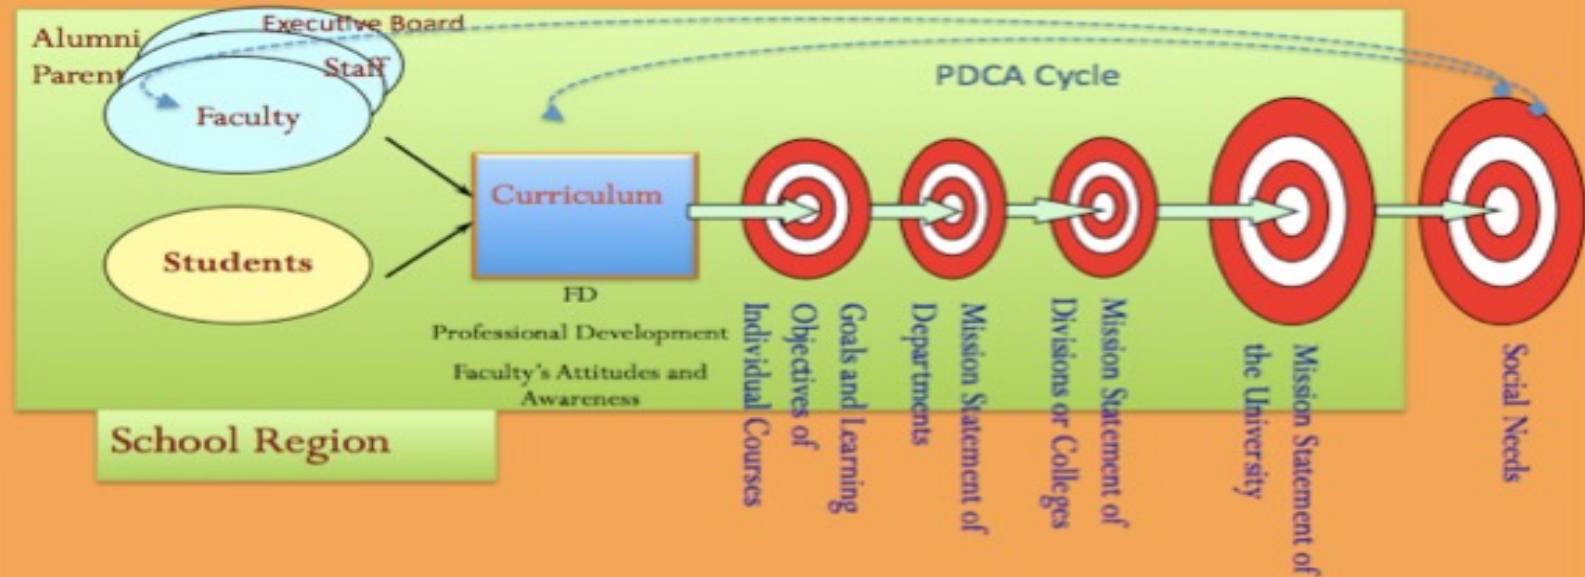 Executive Board
Alumni
Parent
Staff
Faculty
PDCA Cycle
Curriculum
Students
FD
Professional Development
Faculty's Attitudes and
Awareness
School Region
Goals and Learning
Objectives of
Individual Courses
Mission Statement of
Departments
Mission Statement of
Divisions or Colleges
Mission Statement of
the University
Social Needs